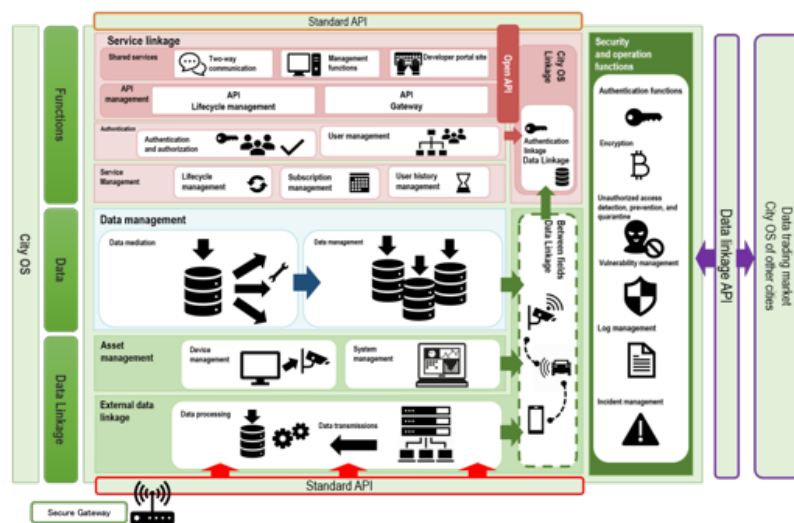 Standard API
Service linkage
Shared services
Two-way
communication
Management
functions
Developer portal site
API
management
API
Lifecycle management
API
Gateway
Open API
City OS
Linkage
Authentication
Authentication
and authorization
User management
Authentication
linkage
Data Linkage
Service
Management
Lifecycle
management
Subscription
management
User history
management
Data management
Data mediation
Data management
Between fields
Data Linkage
Asset
management
Device
management
System
management
External data
linkage
Data processing
Data transmissions
Standard API
Secure Gateway
City OS
Functions
Data
Data Linkage
Security
and operation
functions
Authentication functions
Encryption
Unauthorized access
detection, prevention, and
quarantine
Vulnerability management
Log management
Incident management
Data linkage API
Data trading market
City OS of other cities